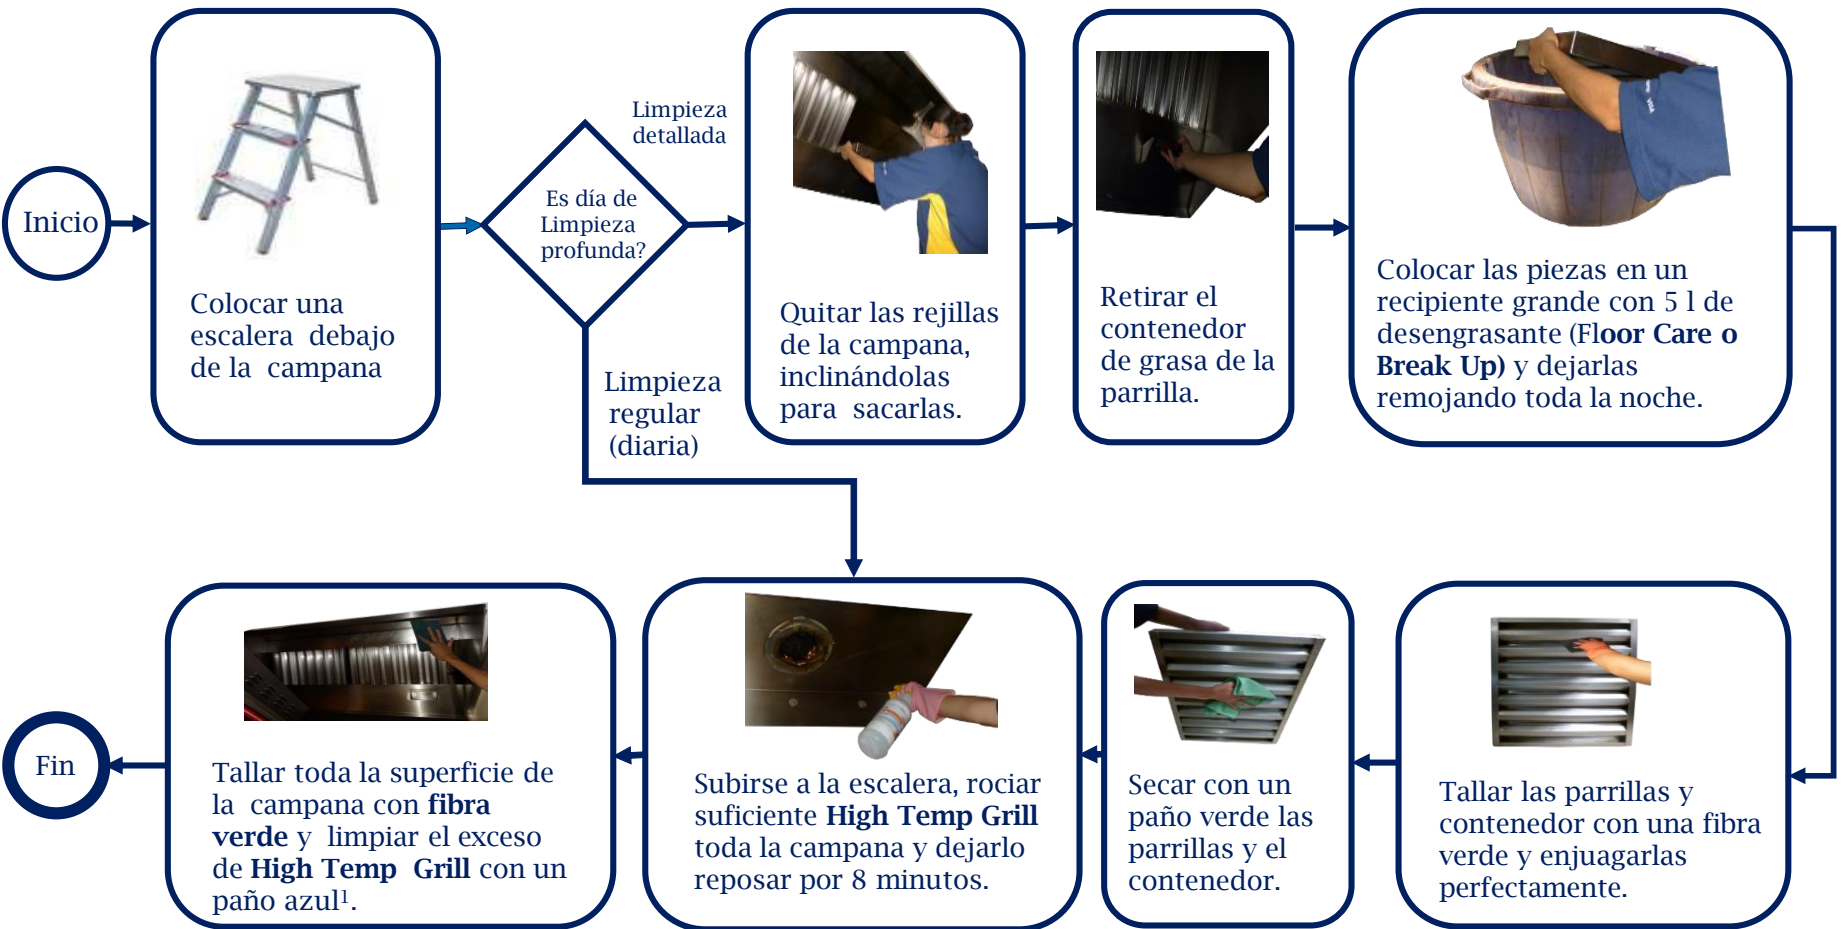 Inicio
Colocar una
escalera debajo
de la campana
Es día de
Limpieza
profunda?
Limpieza
detallada
Limpieza
regular
(diaria)
Quitar las rejillas
de la campana,
inclinándolas
para sacarlas.
Retirar el
contenedor
de grasa de la
parrilla.
Colocar las piezas en un
recipiente grande con 5 l de
desengrasante (Floor Care o
Break Up) y dejarlas
remojando toda la noche.
Tallar las parrillas y
contenedor con una fibra
verde y enjuagarlas
perfectamente.
Secar con un
paño verde las
parrillas y el
contenedor.
Subirse a la escalera, rociar
suficiente High Temp Grill
toda la campana y dejarlo
reposar por 8 minutos.
Tallar toda la superficie de
la campana con fibra
verde y limpiar el exceso
de High Temp Grill con un
paño azul¹.
Fin